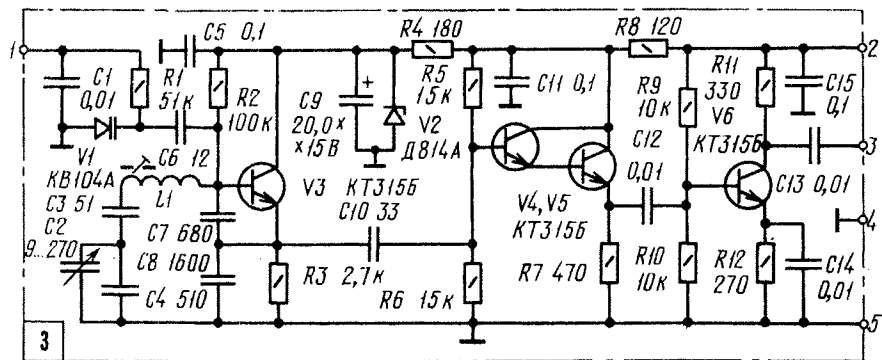 1
C5 0,1
R4 180
R8 120
2
C1
0,01
R1
51к
R2
100к
C9
20,0×
×15В
V2
Д814А
R5
15к
C11 0,1
R9
10к
R11
330
V6
КТ315Б
C15
0,1
3
V1
КВ104А
C6 12
L1
V3
КТ315Б
C10 33
V4, V5
КТ315Б
C12
0,01
C13 0,01
4
C3 51
C2
9...270
C7 680
C8 1600
C4 510
R3
2,7к
R6 15к
R7 470
R10
10к
R12
270
C14
0,01
5
3